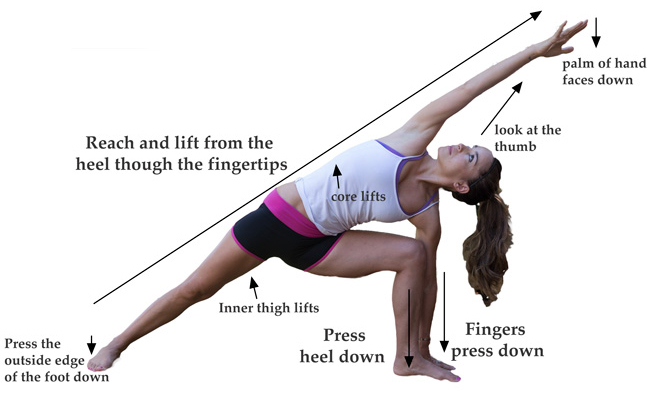 palm of hand
faces down
look at the
thumb
Reach and lift from the
heel though the fingertips
core lifts
Inner thigh lifts
Press the
outside edge
of the foot down
Press
heel down
Fingers
press down